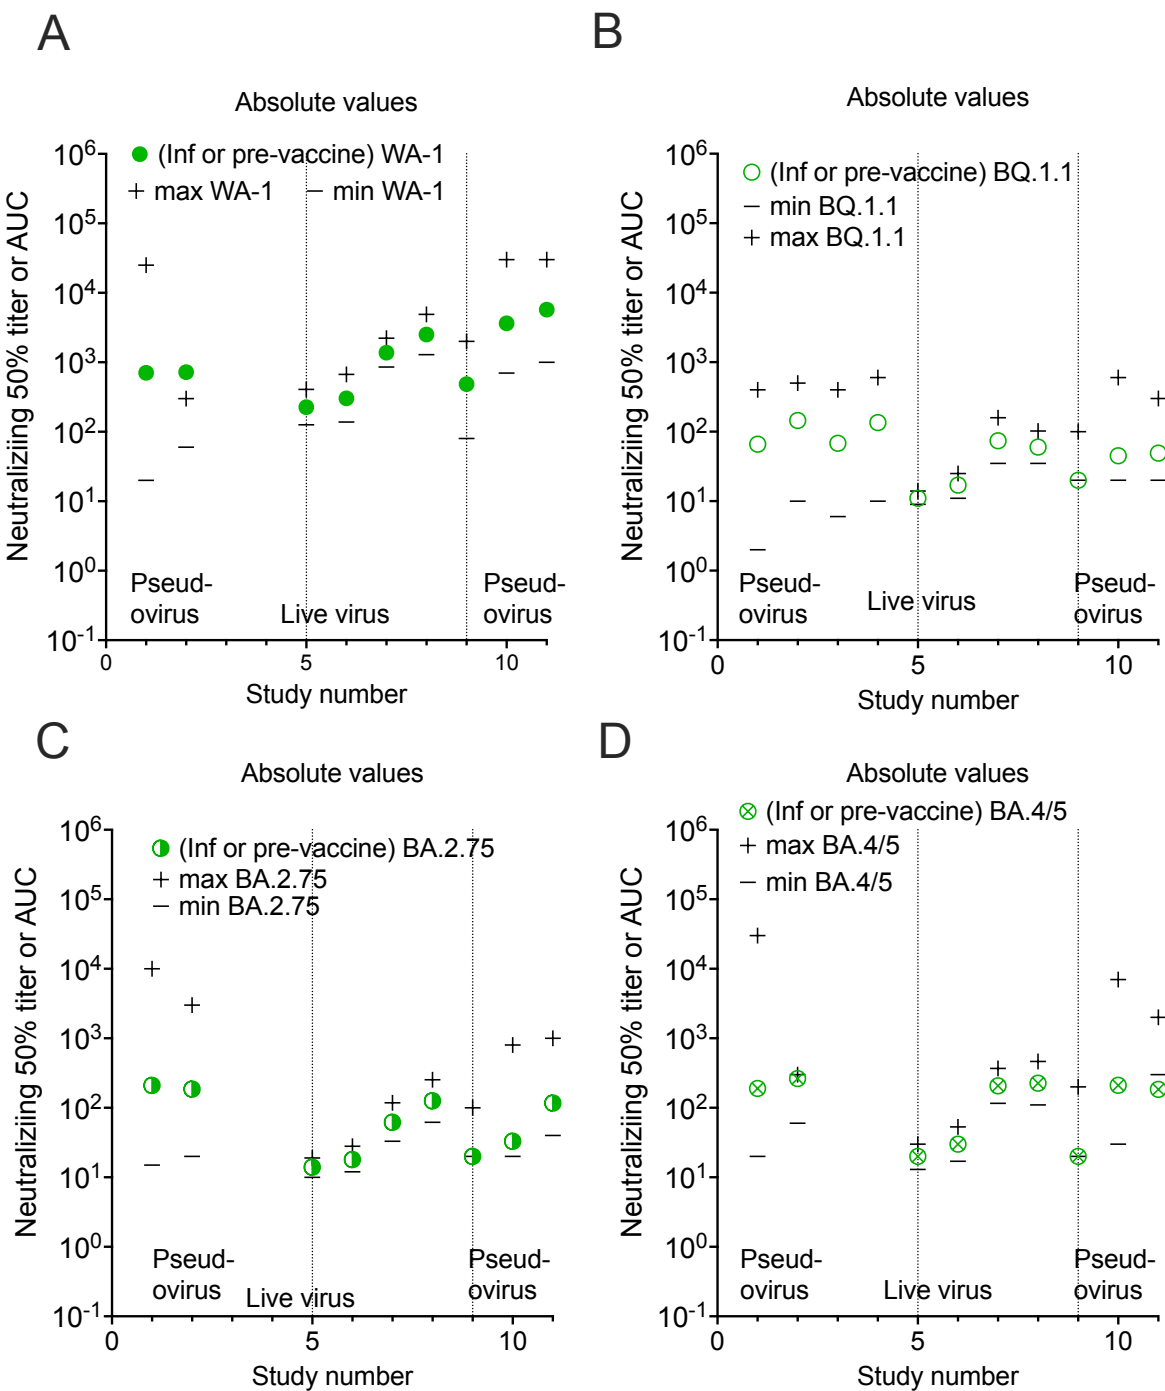 A
Absolute values
(Inf or pre-vaccine) WA-1
+ max WA-1 − min WA-1
Neutraliziing 50% titer or AUC
10^6
10^5
10^4
10^3
10^2
10^1
10^0
10^-1
Pseud-
ovirus
Live virus
Pseud-
ovirus
0 5 10
Study number
B
Absolute values
(Inf or pre-vaccine) BQ.1.1
− min BQ.1.1
+ max BQ.1.1
Neutraliziing 50% titer or AUC
10^6
10^5
10^4
10^3
10^2
10^1
10^0
10^-1
Pseud-
ovirus
Live virus
Pseud-
ovirus
0 5 10
Study number
C
Absolute values
(Inf or pre-vaccine) BA.2.75
+ max BA.2.75
− min BA.2.75
Neutraliziing 50% titer or AUC
10^6
10^5
10^4
10^3
10^2
10^1
10^0
10^-1
Pseud-
ovirus
Live virus
Pseud-
ovirus
0 5 10
Study number
D
Absolute values
(Inf or pre-vaccine) BA.4/5
+ max BA.4/5
− min BA.4/5
Neutraliziing 50% titer or AUC
10^6
10^5
10^4
10^3
10^2
10^1
10^0
10^-1
Pseud-
ovirus
Live virus
Pseud-
ovirus
0 5 10
Study number